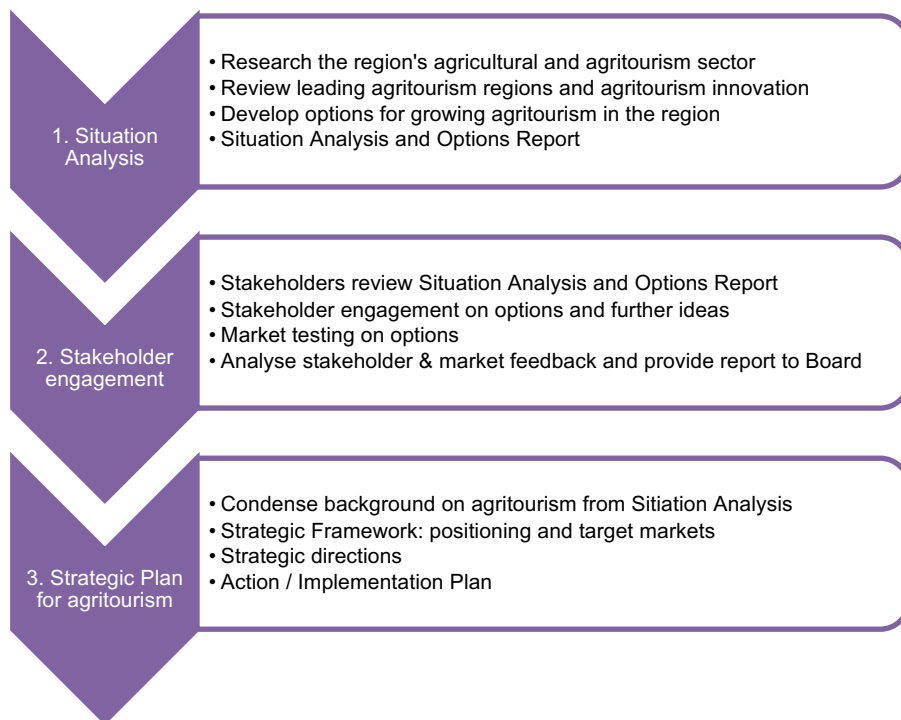 1. Situation
Analysis
• Research the region's agricultural and agritourism sector
• Review leading agritourism regions and agritourism innovation
• Develop options for growing agritourism in the region
• Situation Analysis and Options Report
2. Stakeholder
engagement
• Stakeholders review Situation Analysis and Options Report
• Stakeholder engagement on options and further ideas
• Market testing on options
• Analyse stakeholder & market feedback and provide report to Board
3. Strategic Plan
for agritourism
• Condense background on agritourism from Sitiation Analysis
• Strategic Framework: positioning and target markets
• Strategic directions
• Action / Implementation Plan